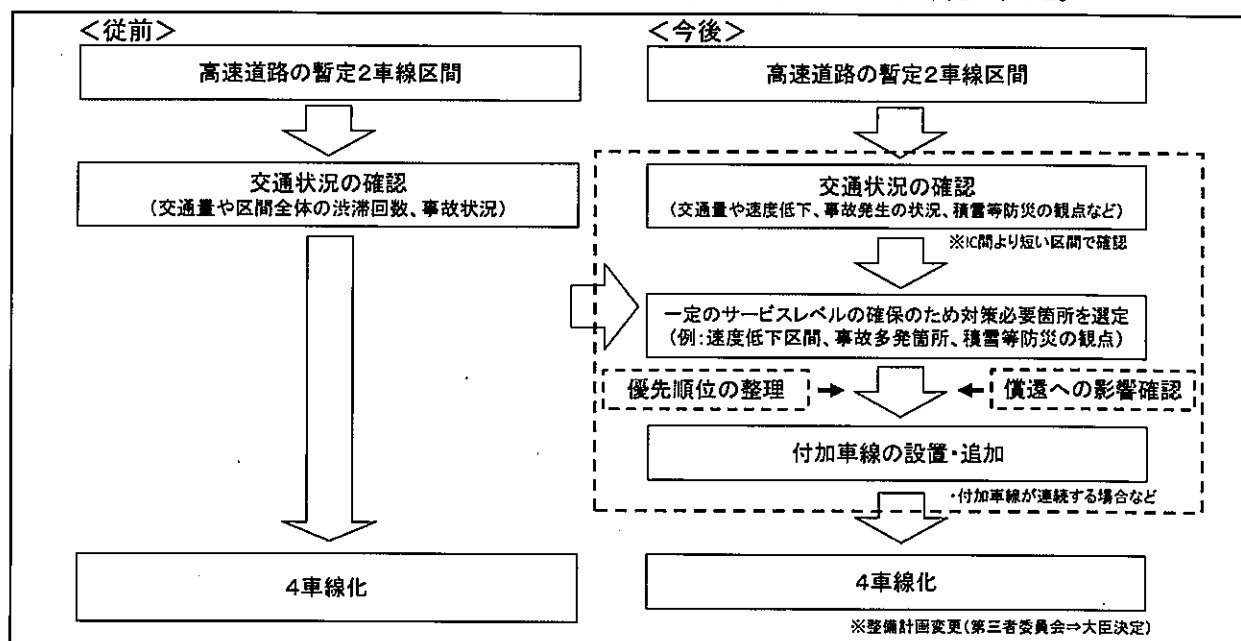 <従前>
高速道路の暫定2車線区間
交通状況の確認
(交通量や区間全体の渋滞回数、事故状況)
4車線化
<今後>
高速道路の暫定2車線区間
交通状況の確認
(交通量や速度低下、事故発生の状況、積雪等防災の観点など)
※IC間より短い区間で確認
一定のサービスレベルの確保のため対策必要箇所を選定
(例:速度低下区間、事故多発箇所、積雪等防災の観点)
優先順位の整理
償還への影響確認
付加車線の設置・追加
・付加車線が連続する場合など
4車線化
※整備計画変更(第三者委員会⇒大臣決定)